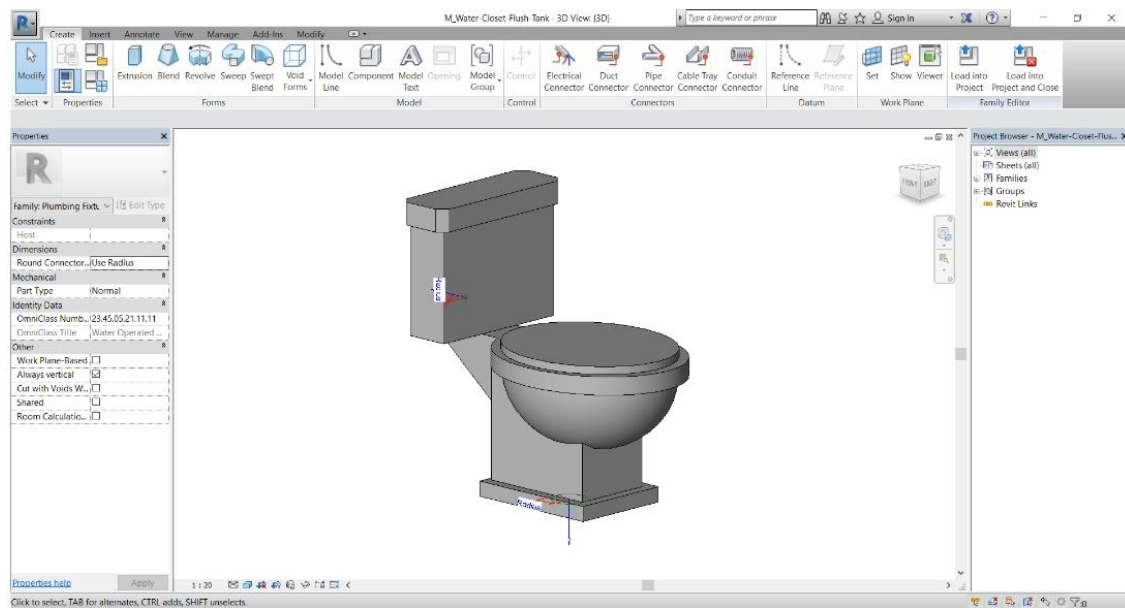 M_Water-Closet-Flush-Tank - 3D View: {3D}
Type a keyword or phrase
Sign In
Create Insert Annotate View Manage Add-Ins Modify
Modify
Extrusion Blend Revolve Sweep Swept Blend Void Forms
Model Line Component Model Text Opening Model Group
Control
Electrical Connector Duct Connector Pipe Connector Cable Tray Connector Conduit Connector
Reference Line Reference Plane
Set Show Viewer
Load into Project Load into Project and Close
Select Properties Forms Model Control Connectors Datum Work Plane Family Editor
Properties
R
Family: Plumbing Fixtu
Edit Type
Constraints
Host
Dimensions
Round Connector... Use Radius
Mechanical
Part Type Normal
Identity Data
OmniClass Numb... 23.45.05.21.11.11
OmniClass Title Water Operated ...
Other
Work Plane-Based
Always vertical
Cut with Voids W...
Shared
Room Calculatio...
Properties help
Apply
FRONT
RIGHT
Radius
Radius
Project Browser - M_Water-Closet-Flus...
Views (all)
Sheets (all)
Families
Groups
Revit Links
1 : 20
Click to select, TAB for alternates, CTRL adds, SHIFT unselects.
:0